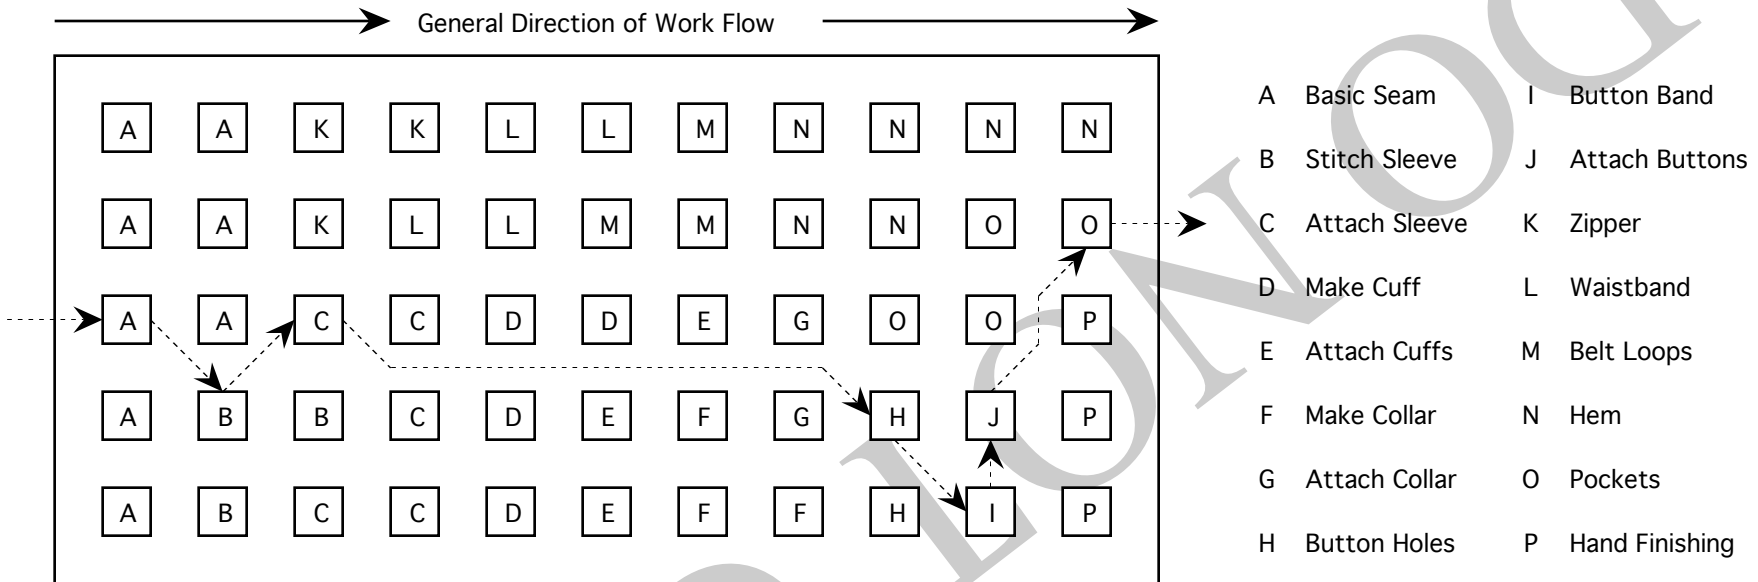 General Direction of Work Flow
A A K K L L M N N N N
A A K L L M M N N O O
A A C C D D E G O O P
A B B C D E F G H J P
A B C C D E F F H I P
A Basic Seam I Button Band
B Stitch Sleeve J Attach Buttons
C Attach Sleeve K Zipper
D Make Cuff L Waistband
E Attach Cuffs M Belt Loops
F Make Collar N Hem
G Attach Collar O Pockets
H Button Holes P Hand Finishing